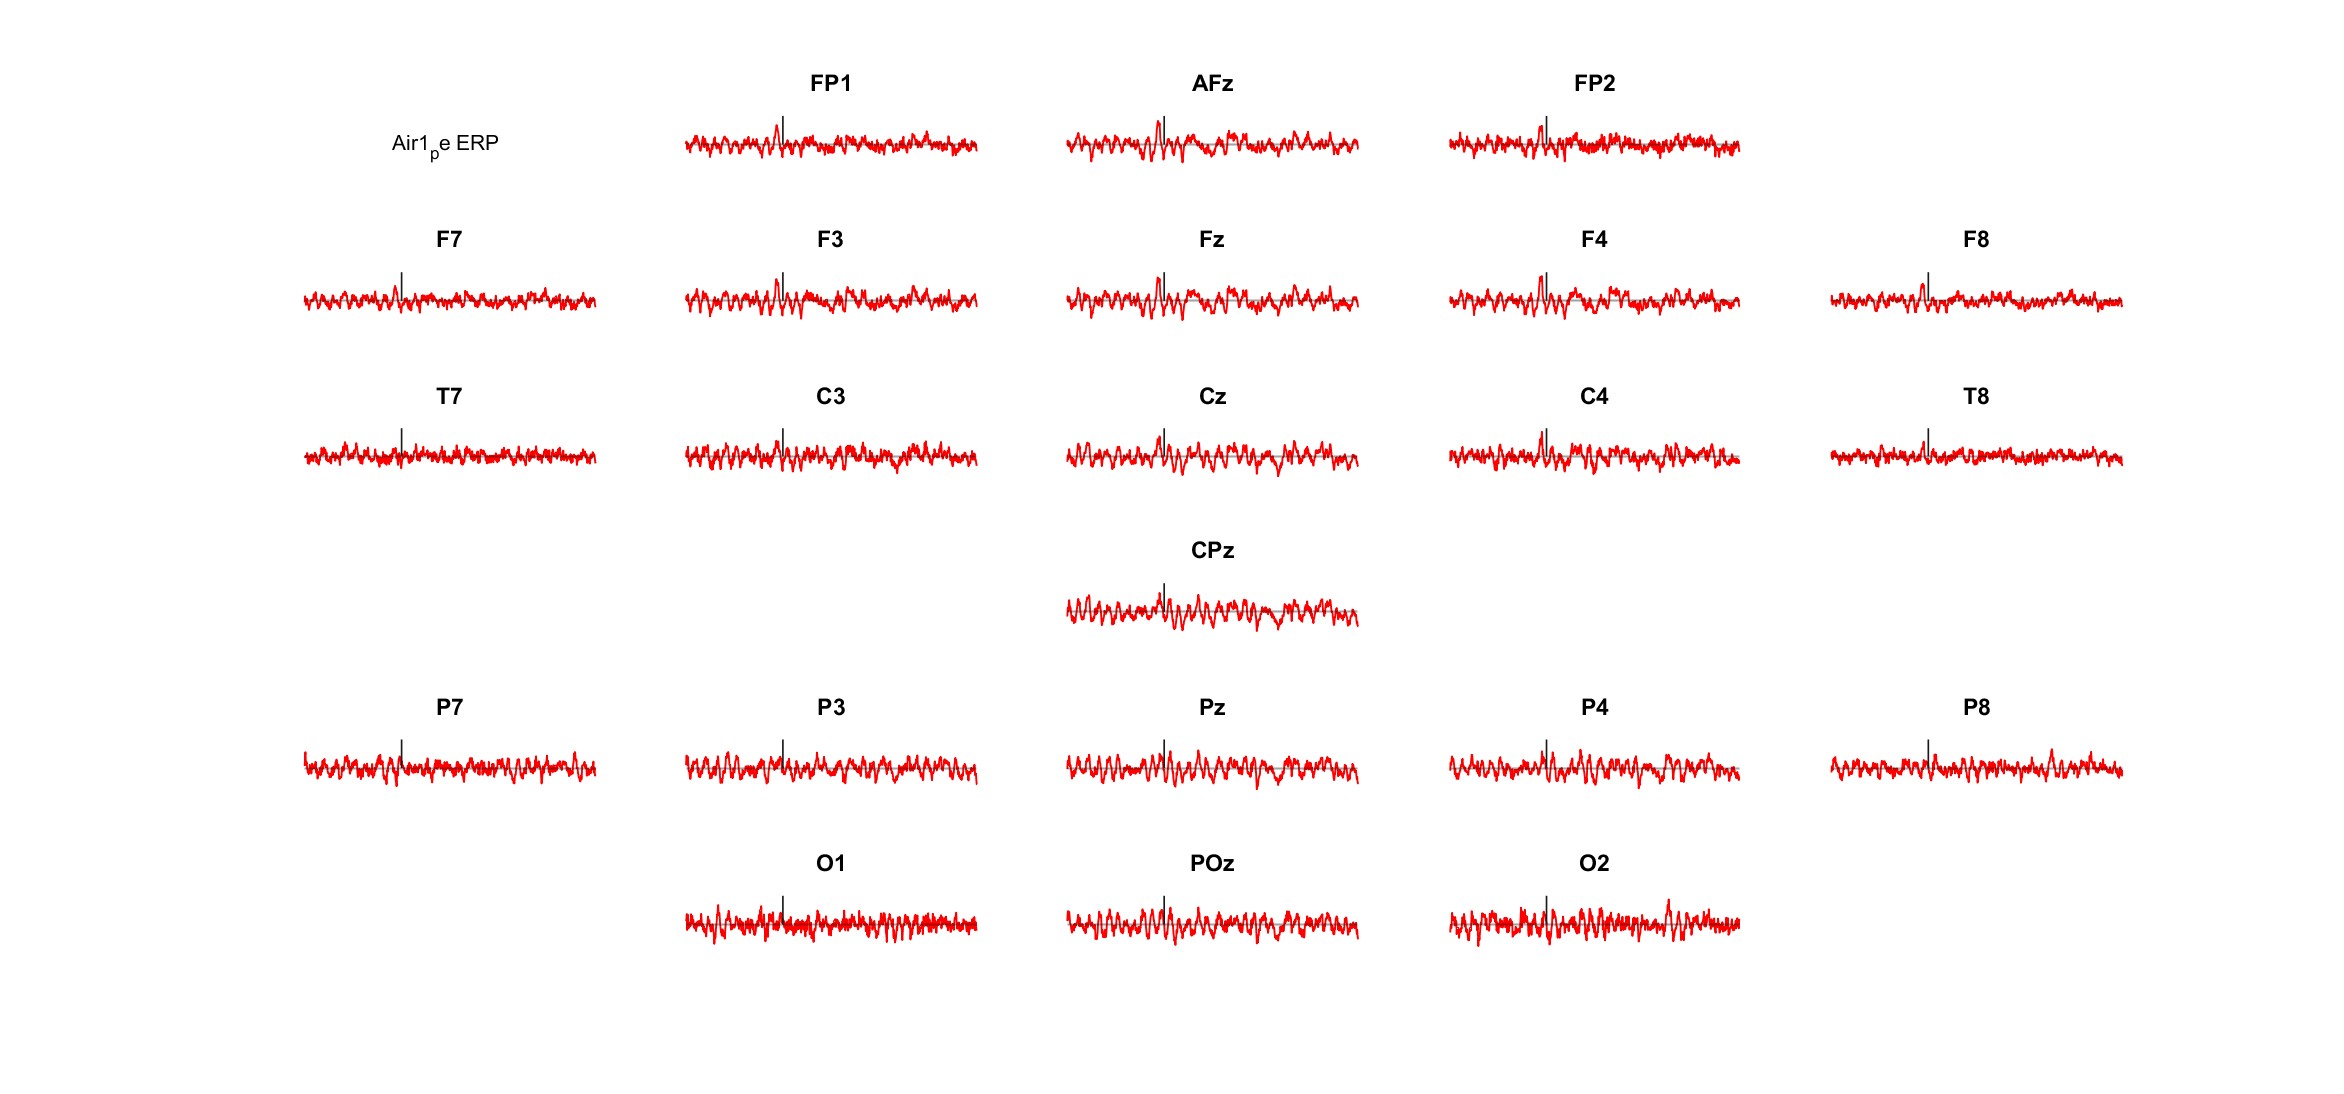 FP1 AFz FP2
Air1pe ERP
F7 F3 Fz F4 F8
T7 C3 Cz C4 T8
CPz
P7 P3 Pz P4 P8
O1 POz O2